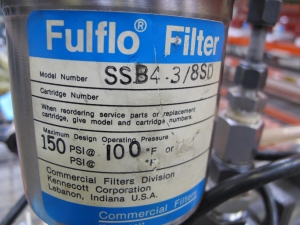 Fulflo® Filter
Model Number SSB4-3/8SD
Cartridge Number
When reordering service parts or replacement
cartridge, give model and cartridge numbers.
Maximum Design Operating Pressure
150 PSI@ 100 °F or
PSI@ °F
Commercial Filters Division
Kennecott Corporation
Lebanon, Indiana U.S.A.
Commercial Filter